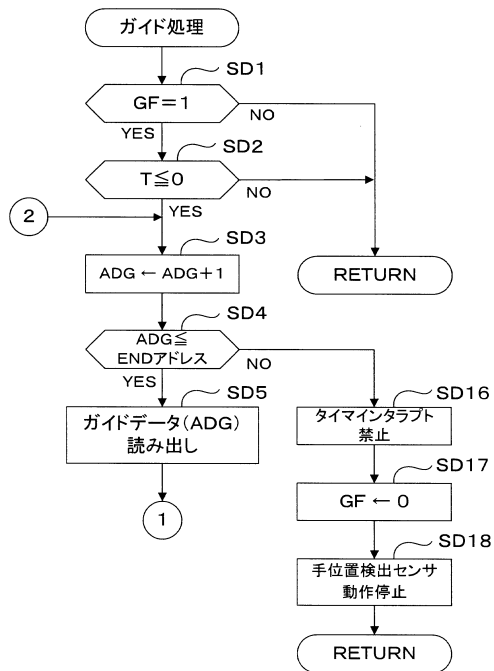 ガイド処理
SD1
GF=1
NO
YES
SD2
T≦0
NO
YES
2
SD3
ADG ← ADG+1
RETURN
SD4
ADG≦
ENDアドレス
NO
YES
SD5
ガイドデータ(ADG)
読み出し
1
SD16
タイマインタラプト
禁止
SD17
GF ← 0
SD18
手位置検出センサ
動作停止
RETURN